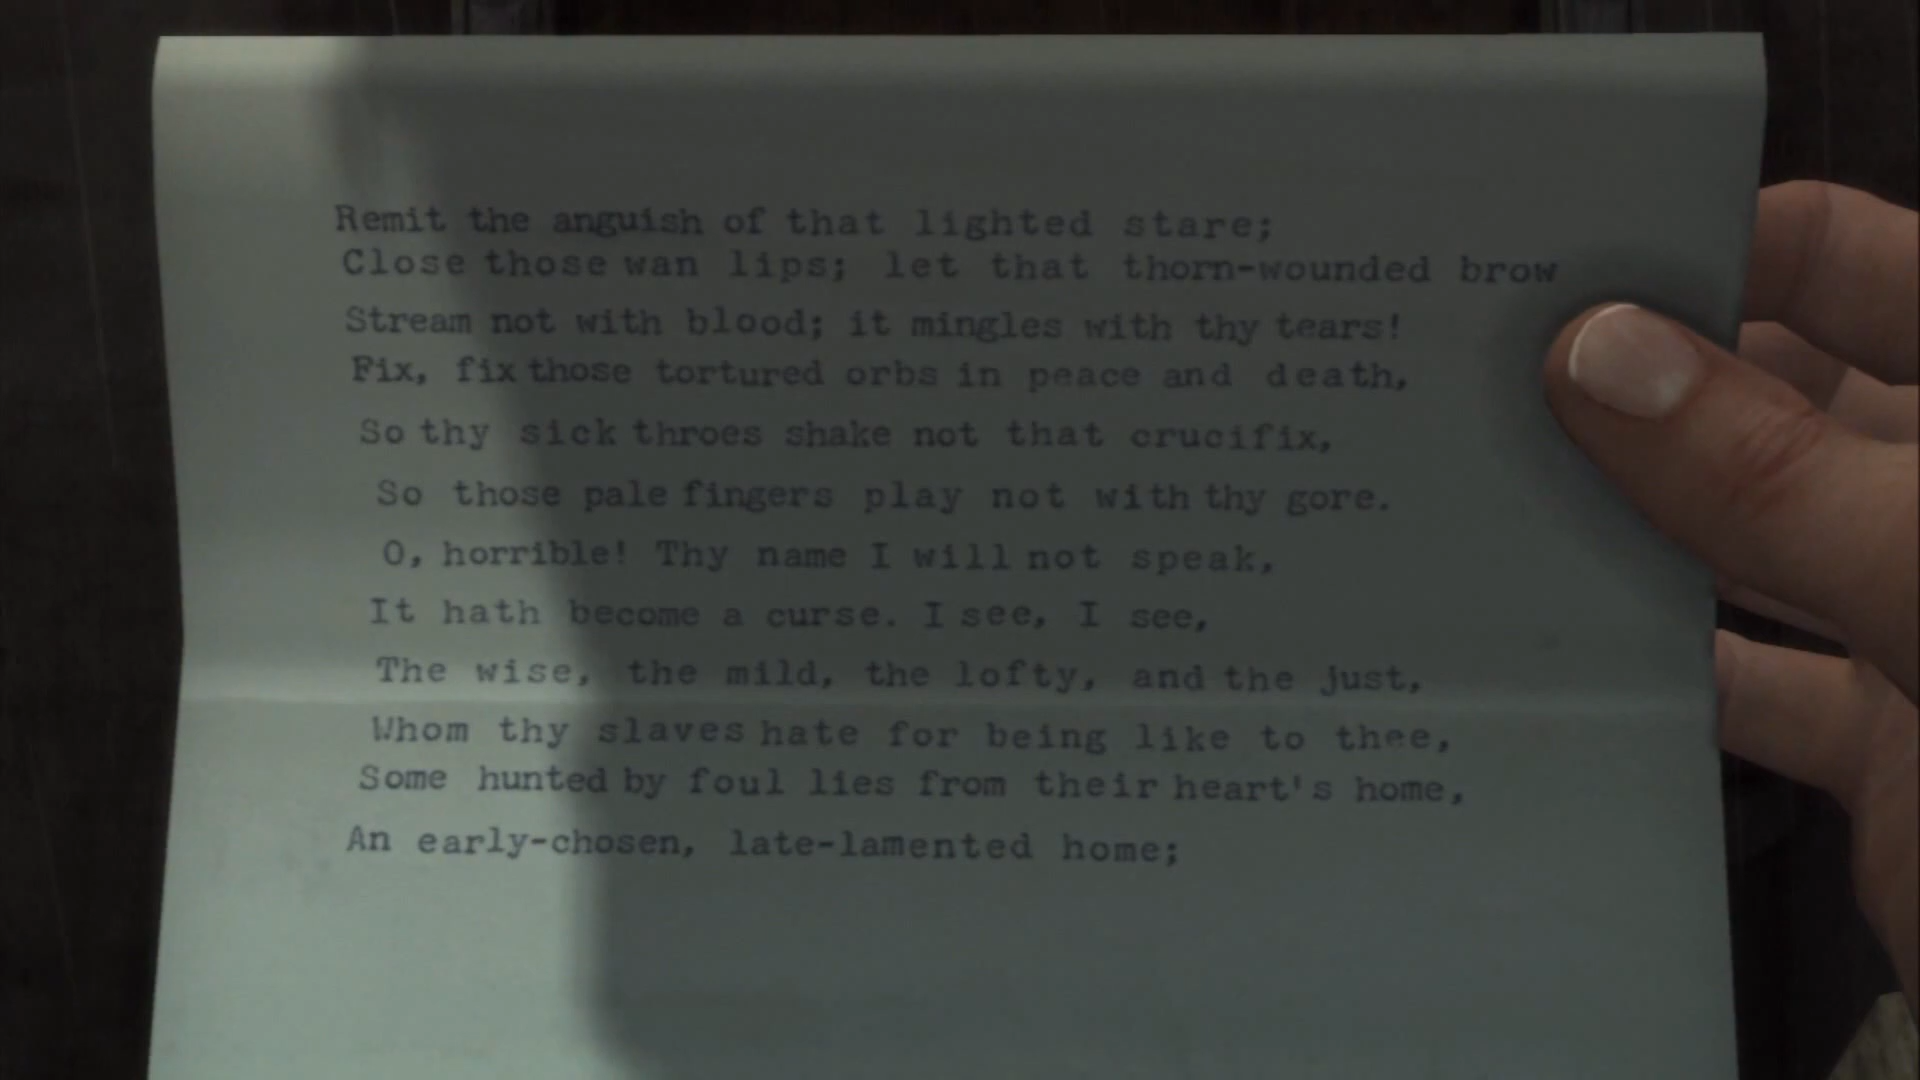 Remit the anguish of that lighted stare;
Close those wan lips; let that thorn-wounded brow
Stream not with blood; it mingles with thy tears!
Fix, fix those tortured orbs in peace and death,
So thy sick throes shake not that crucifix,
So those pale fingers play not with thy gore.
O, horrible! Thy name I will not speak,
It hath become a curse. I see, I see,
The wise, the mild, the lofty, and the just,
Whom thy slaves hate for being like to thee,
Some hunted by foul lies from their heart's home,
An early-chosen, late-lamented home;